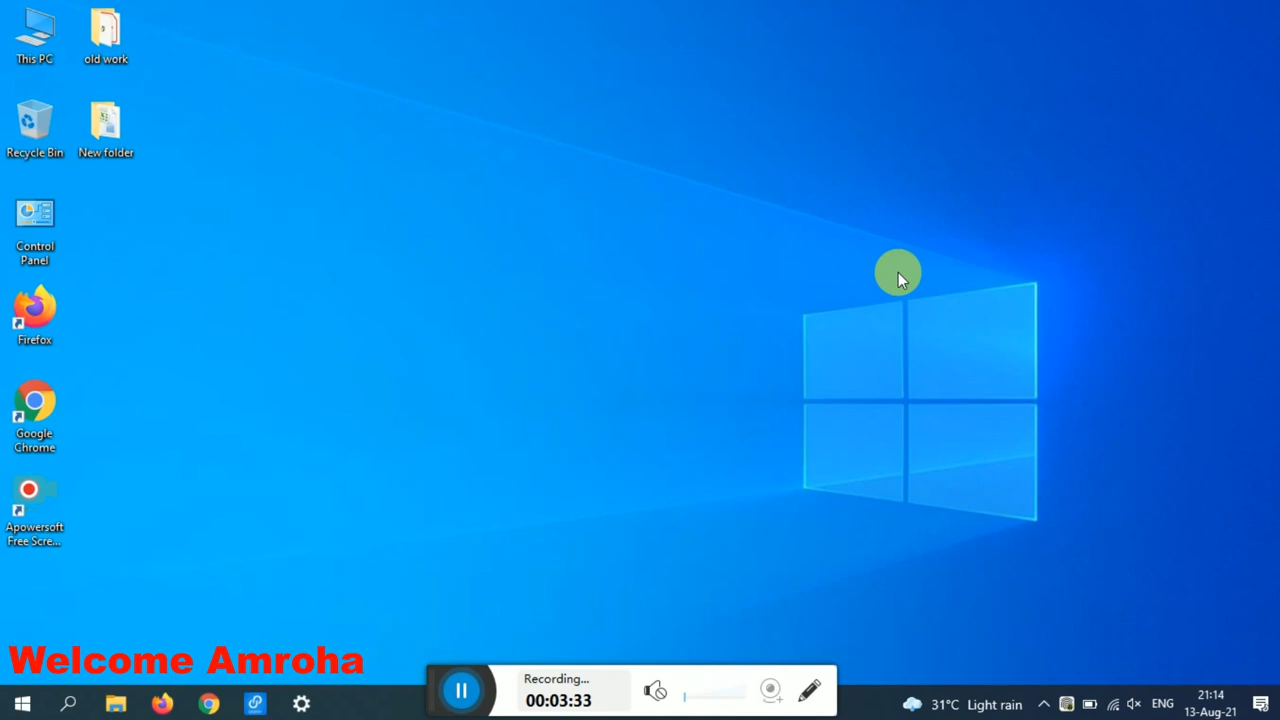 This PC
old work
Recycle Bin
New folder
Control
Panel
Firefox
Google
Chrome
Apowersoft
Free Scre...
Welcome Amroha
Recording...
00:03:33
31°C Light rain
ENG
21:14
13-Aug-21